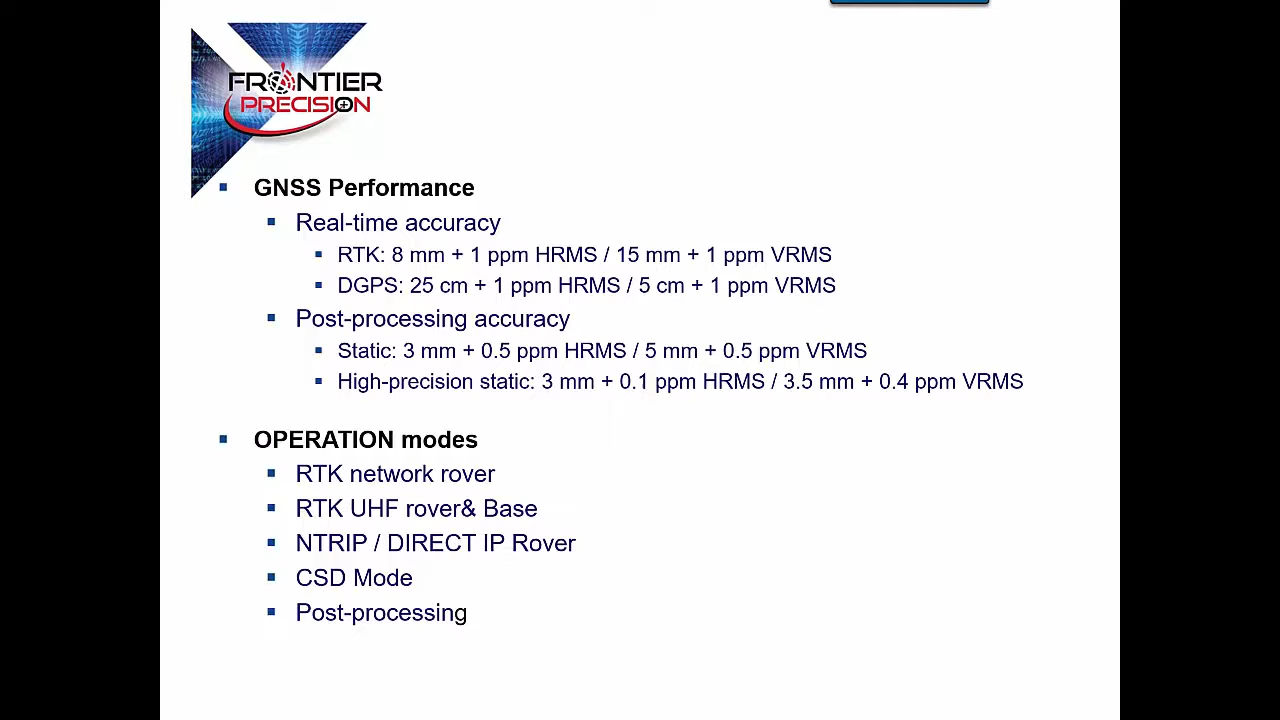 FRONTIER
PRECISION
GNSS Performance
Real-time accuracy
RTK: 8 mm + 1 ppm HRMS / 15 mm + 1 ppm VRMS
DGPS: 25 cm + 1 ppm HRMS / 5 cm + 1 ppm VRMS
Post-processing accuracy
Static: 3 mm + 0.5 ppm HRMS / 5 mm + 0.5 ppm VRMS
High-precision static: 3 mm + 0.1 ppm HRMS / 3.5 mm + 0.4 ppm VRMS
OPERATION modes
RTK network rover
RTK UHF rover& Base
NTRIP / DIRECT IP Rover
CSD Mode
Post-processing